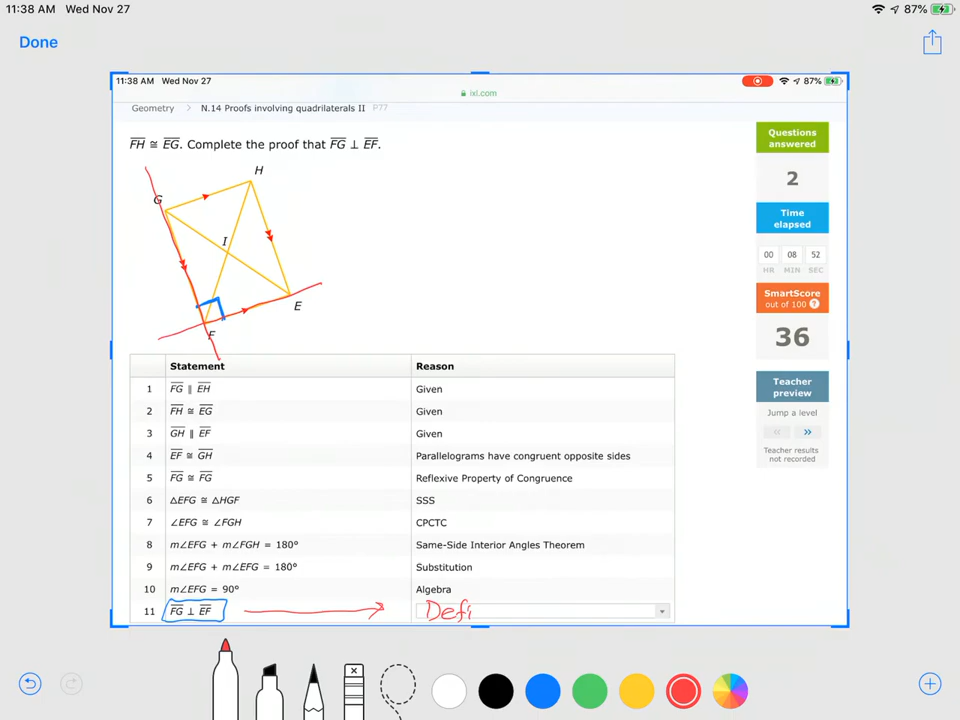 11:38 AM Wed Nov 27
87%
Done
11:38 AM Wed Nov 27
87%
ixl.com
Geometry > N.14 Proofs involving quadrilaterals II P77
FH ≅ EG. Complete the proof that FG ⊥ EF.
G
H
I
E
F
Questions answered
2
Time elapsed
00 08 52
HR MIN SEC
SmartScore
out of 100 ?
36
Teacher preview
Jump a level
« »
Teacher results not recorded
Statement Reason
1 FG ∥ EH Given
2 FH ≅ EG Given
3 GH ∥ EF Given
4 EF ≅ GH Parallelograms have congruent opposite sides
5 FG ≅ FG Reflexive Property of Congruence
6 △EFG ≅ △HGF SSS
7 ∠EFG ≅ ∠FGH CPCTC
8 m∠EFG + m∠FGH = 180° Same-Side Interior Angles Theorem
9 m∠EFG + m∠EFG = 180° Substitution
10 m∠EFG = 90° Algebra
11 FG ⊥ EF Defi